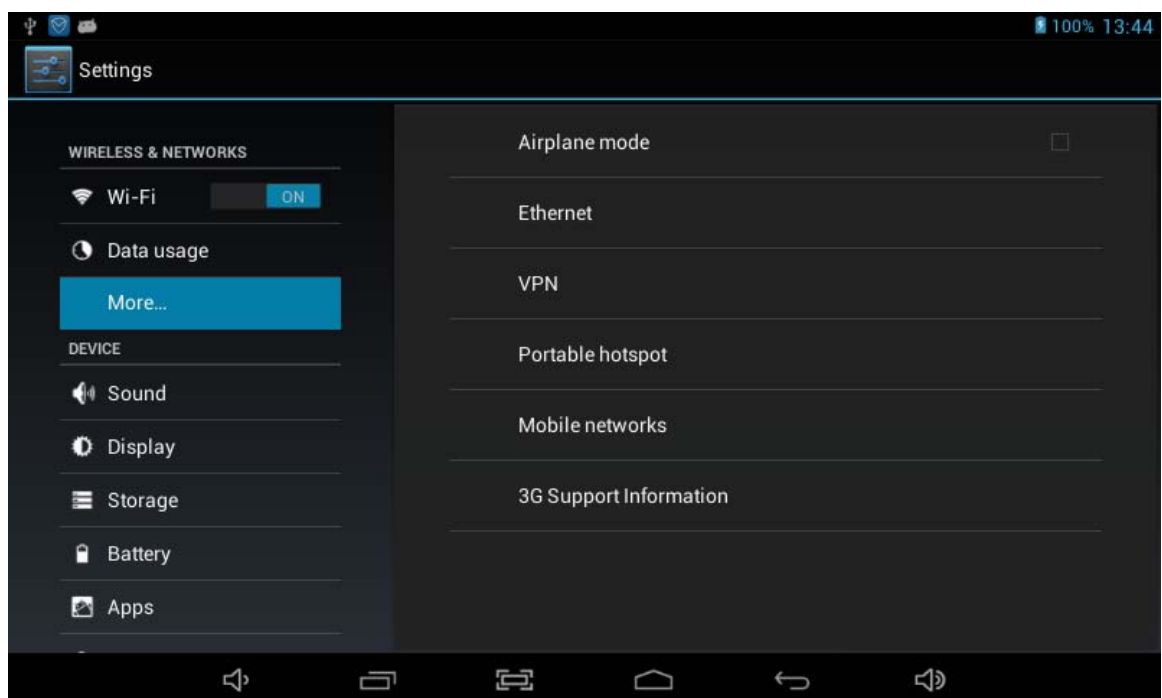 100% 13:44
Settings
WIRELESS & NETWORKS
Wi-Fi ON
Data usage
More...
DEVICE
Sound
Display
Storage
Battery
Apps
Airplane mode
Ethernet
VPN
Portable hotspot
Mobile networks
3G Support Information